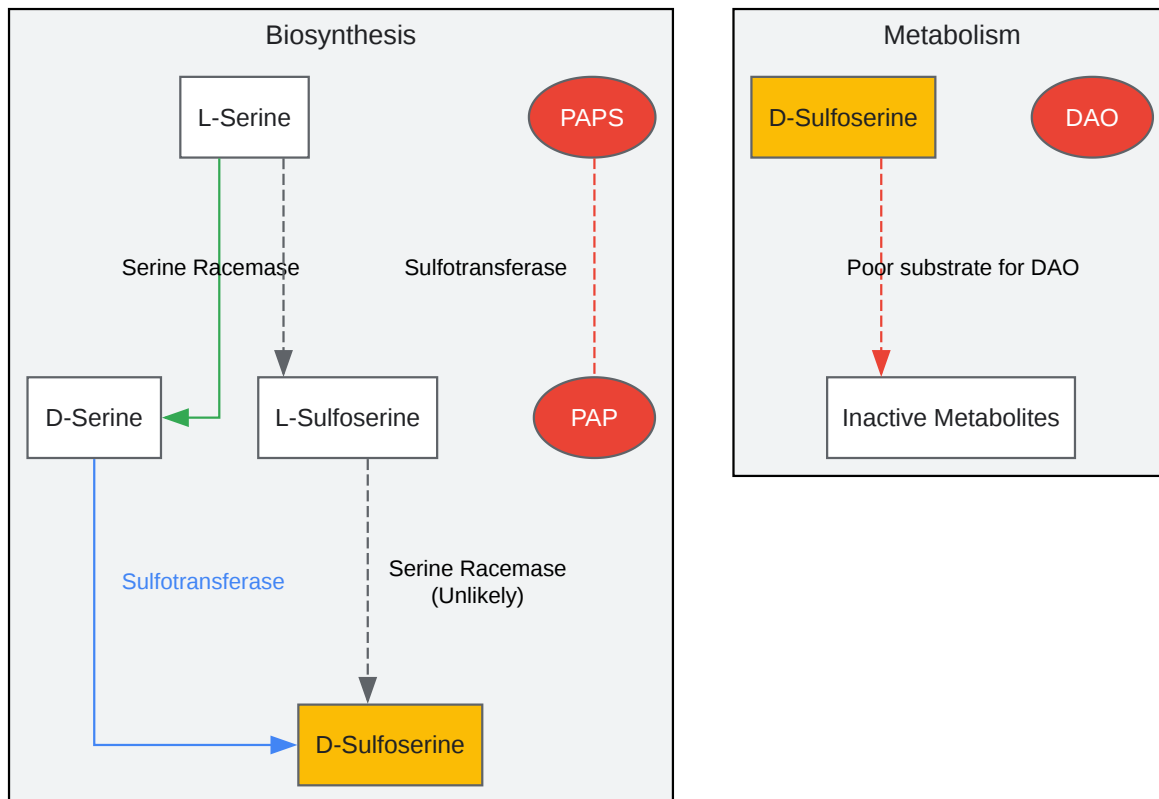 Biosynthesis
L-Serine
PAPS
Serine Racemase
Sulfotransferase
D-Serine
L-Sulfoserine
PAP
Sulfotransferase
Serine Racemase
(Unlikely)
D-Sulfoserine
Metabolism
D-Sulfoserine
DAO
Poor substrate for DAO
Inactive Metabolites